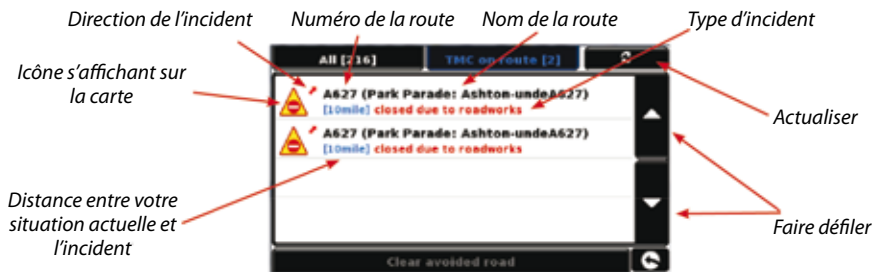 Direction de l'incident
Numéro de la route
Nom de la route
Type d'incident
Icône s'affichant sur
la carte
All [216]
TMC on route [2]
A627 (Park Parade: Ashton-undeA627)
[10mile] closed due to roadworks
A627 (Park Parade: Ashton-undeA627)
[10mile] closed due to roadworks
Actualiser
Distance entre votre
situation actuelle et
l'incident
Faire défiler
Clear avoided road